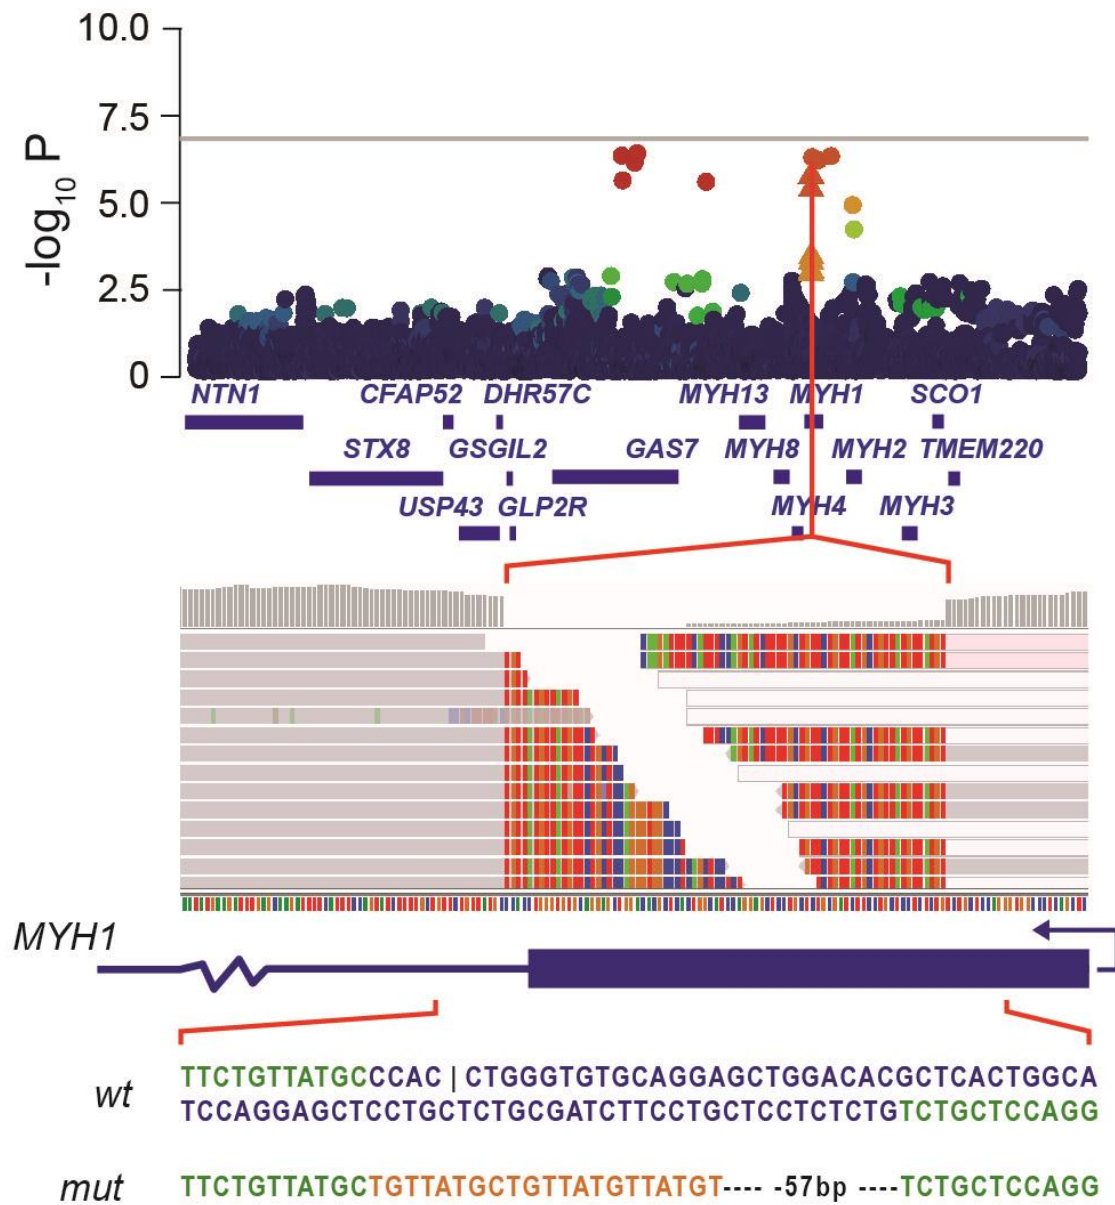 10.0
7.5
5.0
2.5
0
-log10 P
NTN1 CFAP52 DHR57C MYH13 MYH1 SCO1
STX8 GSGIL2 GAS7 MYH8 MYH2 TMEM220
USP43 GLP2R MYH4 MYH3
MYH1
wt TTCTGTTATGCCCAC | CTGGGTGTGCAGGAGCTGGACACGCTCACTGGCA
TCCAGGAGCTCCTGCTCTGCGATCTTCCTGCTCCTCTCTGTCTGCTCCAGG
mut TTCTGTTATGCTGTTATGCTGTTATGTTATGT---- -57bp ----TCTGCTCCAGG